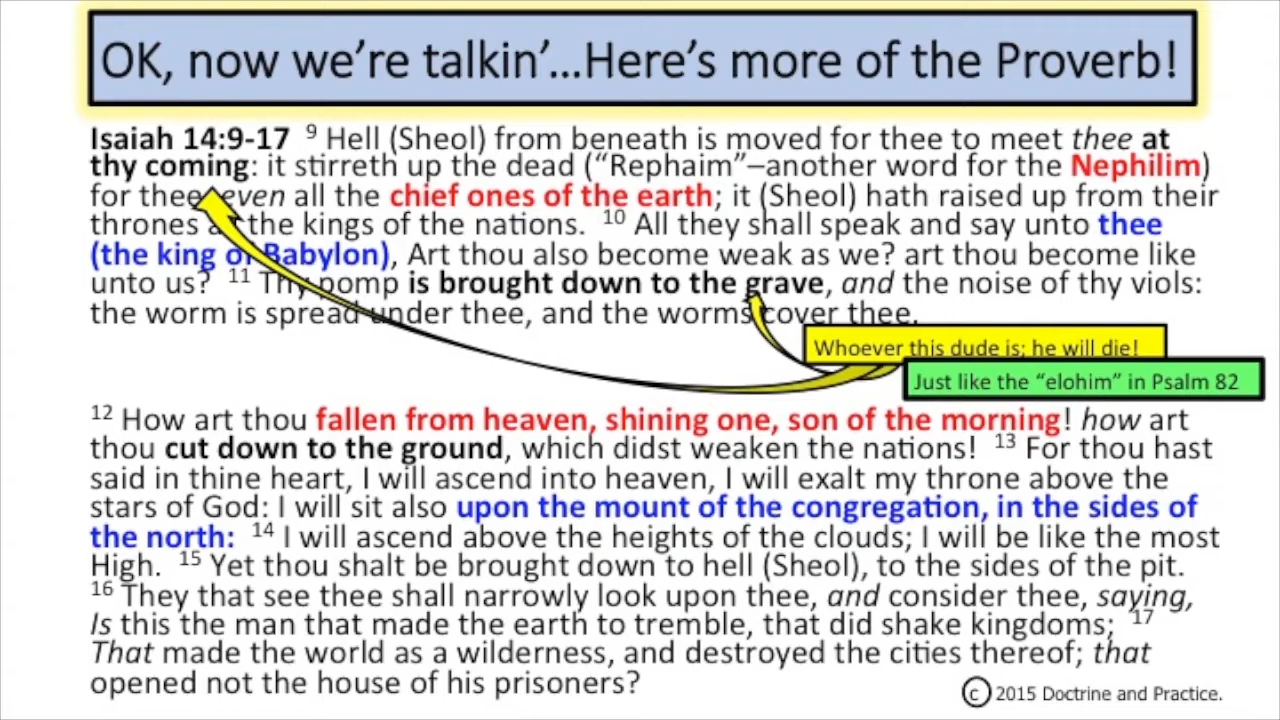 OK, now we're talkin'...Here's more of the Proverb!
Isaiah 14:9-17 9 Hell (Sheol) from beneath is moved for thee to meet thee at
thy coming: it stirreth up the dead ("Rephaim"–another word for the Nephilim)
for thee, even all the chief ones of the earth; it (Sheol) hath raised up from their
thrones all the kings of the nations. 10 All they shall speak and say unto thee
(the king of Babylon), Art thou also become weak as we? art thou become like
unto us? 11 Thy pomp is brought down to the grave, and the noise of thy viols:
the worm is spread under thee, and the worms cover thee.
Whoever this dude is; he will die!
Just like the "elohim" in Psalm 82
12 How art thou fallen from heaven, shining one, son of the morning! how art
thou cut down to the ground, which didst weaken the nations! 13 For thou hast
said in thine heart, I will ascend into heaven, I will exalt my throne above the
stars of God: I will sit also upon the mount of the congregation, in the sides of
the north: 14 I will ascend above the heights of the clouds; I will be like the most
High. 15 Yet thou shalt be brought down to hell (Sheol), to the sides of the pit.
16 They that see thee shall narrowly look upon thee, and consider thee, saying,
Is this the man that made the earth to tremble, that did shake kingdoms; 17
That made the world as a wilderness, and destroyed the cities thereof; that
opened not the house of his prisoners?
© 2015 Doctrine and Practice.